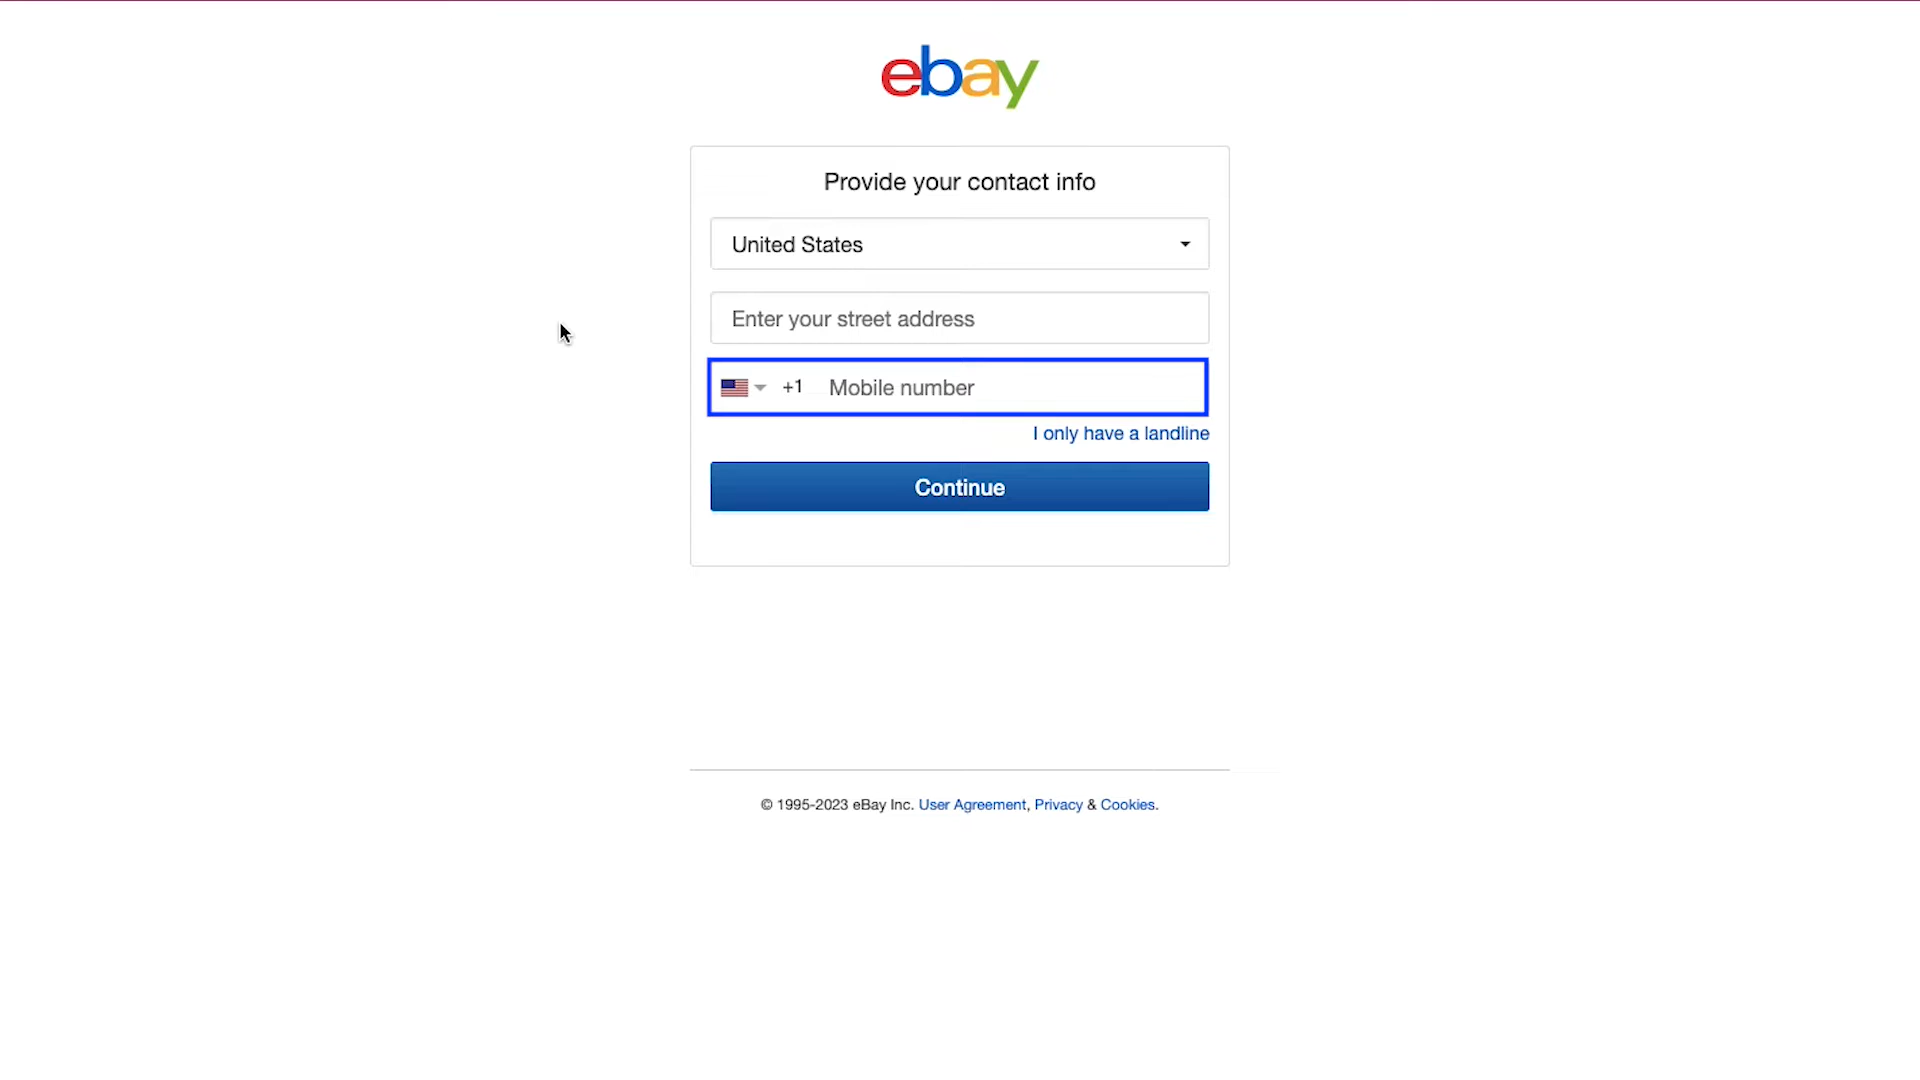 ebay
Provide your contact info
United States
Enter your street address
+1 Mobile number
I only have a landline
Continue
© 1995-2023 eBay Inc. User Agreement, Privacy & Cookies.